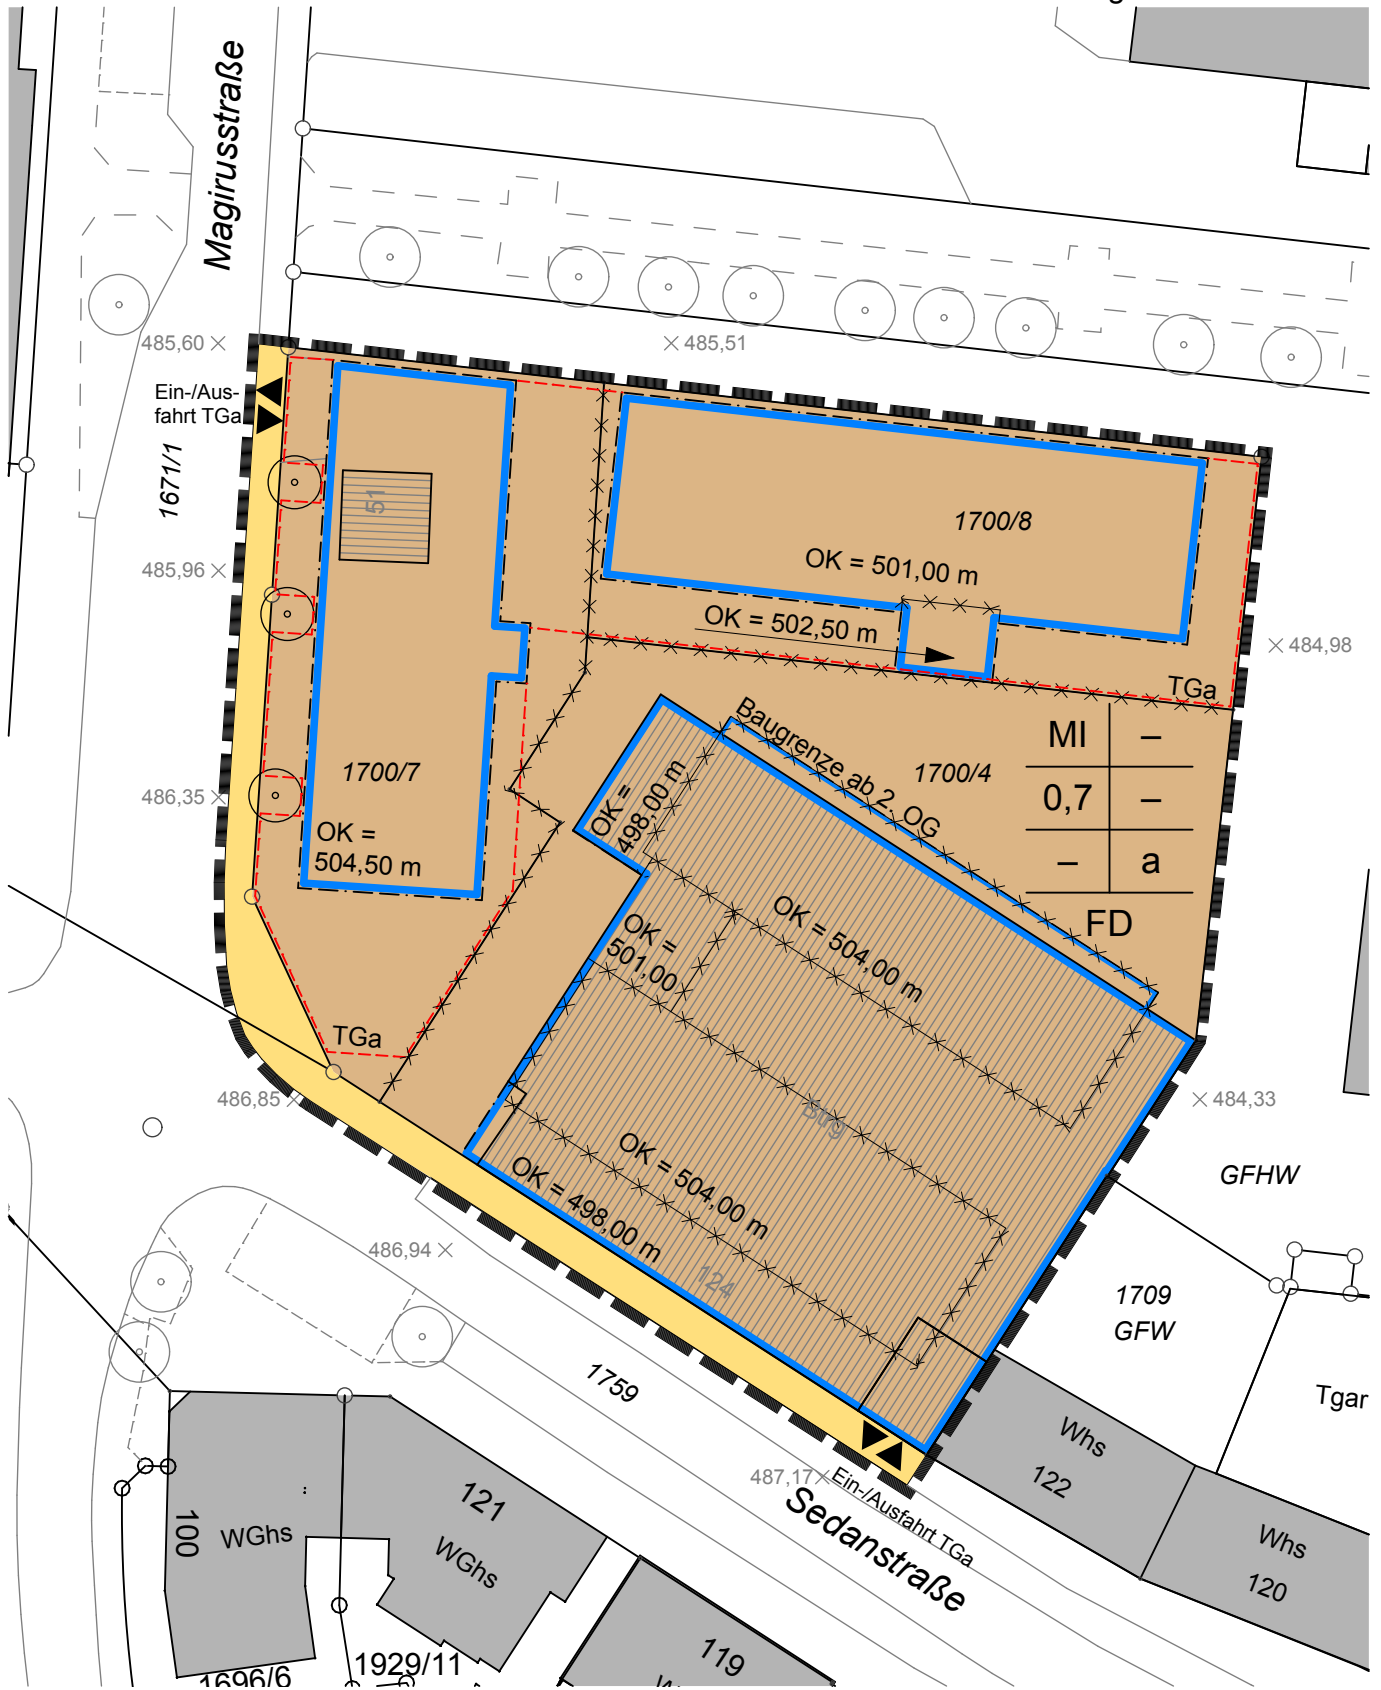 Magirusstraße
485,60
485,51
Ein-/Aus-
fahrt TGa
1671/1
51
1700/8
OK = 501,00 m
485,96
OK = 502,50 m
484,98
TGa
Baugrenze ab 2. OG
MI –
1700/7
1700/4
486,35
0,7 –
OK =
498,00 m
OK =
504,50 m
– a
FD
OK = 504,00 m
OK =
501,00
TGa
486,85
484,33
Btrg
OK = 504,00 m
OK = 498,00 m
GFHW
486,94
124
1709
GFW
1759
Tgar
Whs
122
487,17
Ein-/Ausfahrt TGa
Sedanstraße
121
WGhs
100
WGhs
Whs
120
119
1929/11
1696/6